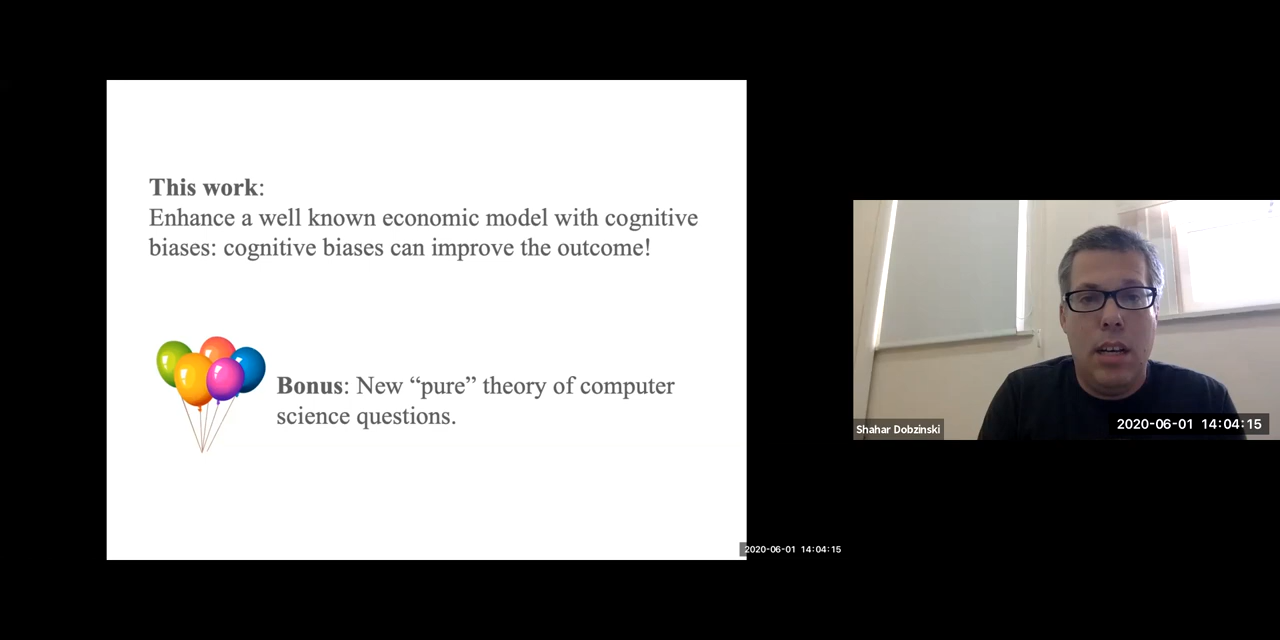 This work:
Enhance a well known economic model with cognitive
biases: cognitive biases can improve the outcome!
Bonus: New “pure” theory of computer
science questions.
Shahar Dobzinski
2020-06-01 14:04:15
2020-06-01 14:04:15